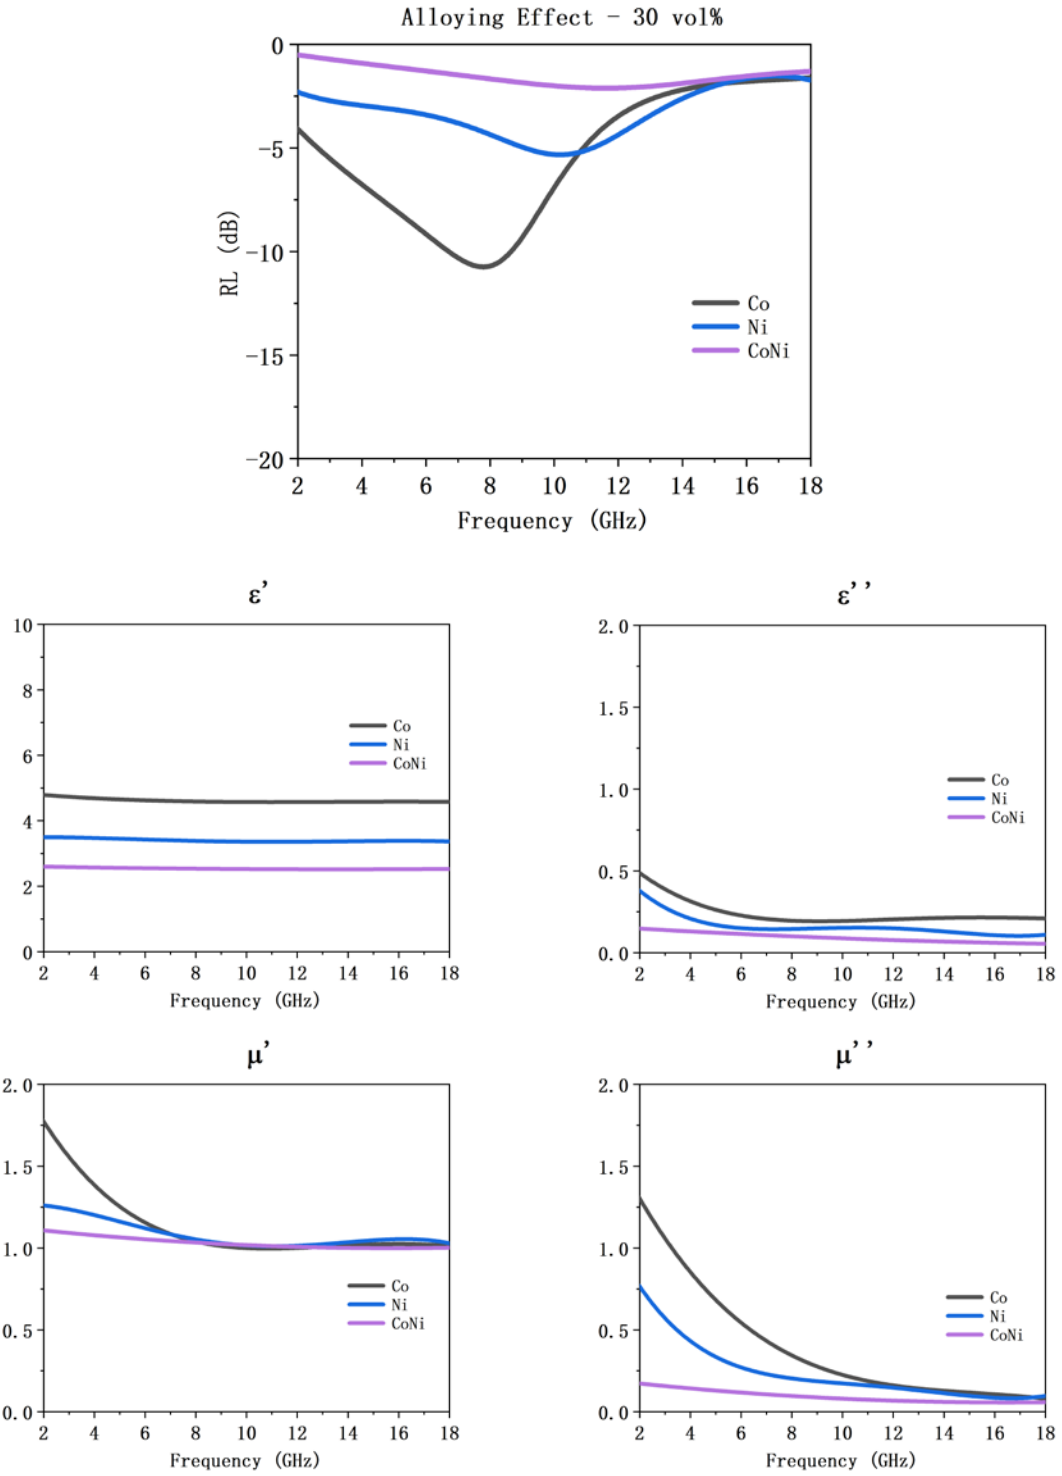 Alloying Effect - 30 vol%
0
-5
-10
-15
-20
RL (dB)
Co
Ni
CoNi
2 4 6 8 10 12 14 16 18
Frequency (GHz)
ε'
10
8
6
4
2
0
Co
Ni
CoNi
2 4 6 8 10 12 14 16 18
Frequency (GHz)
ε''
2.0
1.5
1.0
0.5
0.0
Co
Ni
CoNi
2 4 6 8 10 12 14 16 18
Frequency (GHz)
μ'
2.0
1.5
1.0
0.5
0.0
Co
Ni
CoNi
2 4 6 8 10 12 14 16 18
Frequency (GHz)
μ''
2.0
1.5
1.0
0.5
0.0
Co
Ni
CoNi
2 4 6 8 10 12 14 16 18
Frequency (GHz)